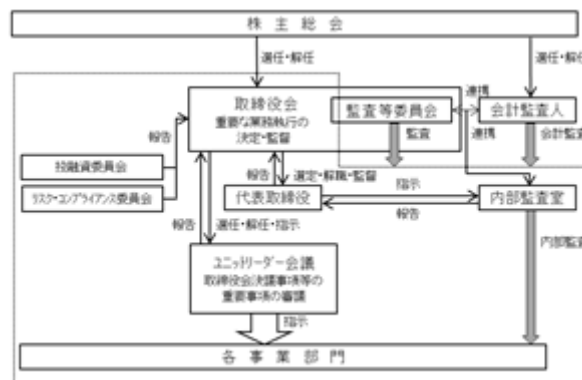 株主総会
選任・解任
選任・解任
取締役会
重要な業務執行の
決定・監督
監査等委員会
連携
会計監査人
報告
監査
連携
会計監査
投融資委員会
リスク・コンプライアンス委員会
報告
選定・解職・監督
代表取締役
指示
報告
内部監査室
報告
選任・解任・指示
内部監査
ユニットリーダー会議
取締役会決議事項等の
重要事項の審議
指示
各事業部門